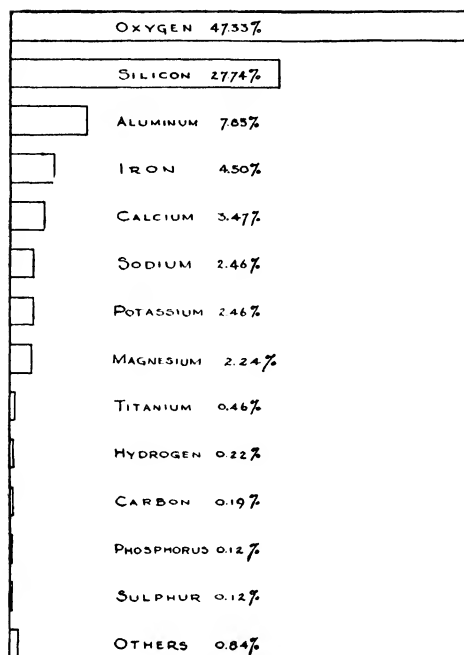 OXYGEN 47.33%
SILICON 27.74%
ALUMINUM 7.85%
IRON 4.50%
CALCIUM 3.47%
SODIUM 2.46%
POTASSIUM 2.46%
MAGNESIUM 2.24%
TITANIUM 0.46%
HYDROGEN 0.22%
CARBON 0.19%
PHOSPHORUS 0.12%
SULPHUR 0.12%
OTHERS 0.84%